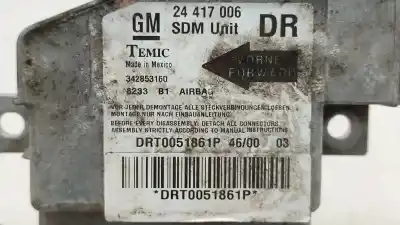 GM 24 417 006 DR
SDM Unit
TEMIC
Made in Mexico
VORNE
FORWARD
342853160
8233 B1 AIRBAG
VOR JEDER DEMONTAGE ALLE STECKVERBINDUNGEN LÖSEN.
MONTAGE NUR NACH EINBAUANLEITUNG.
BEFORE EVERY DISASSEMBLY: DETACH ALL CONNECTORS.
ASSEMBLY STRICTLY ACCORDING TO MANUAL INSTRUCTIONS
DRT0051861P 46/00 03
*DRT0051861P*